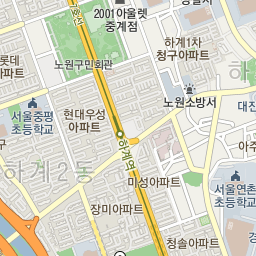 2001아울렛
중계점
하계1차
청구아파트
롯데
아파트
노원구민회관
노원소방서
하
대진
서울중평
초등학교
현대우성
아파트
하계역
아주
하계2동
미성아파트
서울연촌
초등학교
장미아파트
청솔아파트